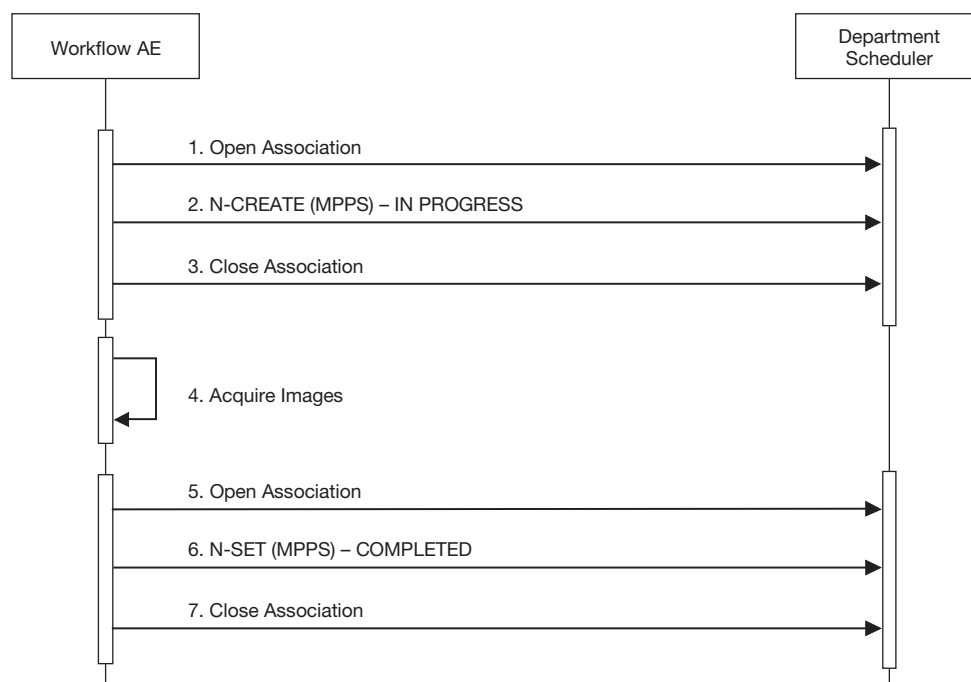 Workflow AE
Department
Scheduler
1. Open Association
2. N-CREATE (MPPS) – IN PROGRESS
3. Close Association
4. Acquire Images
5. Open Association
6. N-SET (MPPS) – COMPLETED
7. Close Association